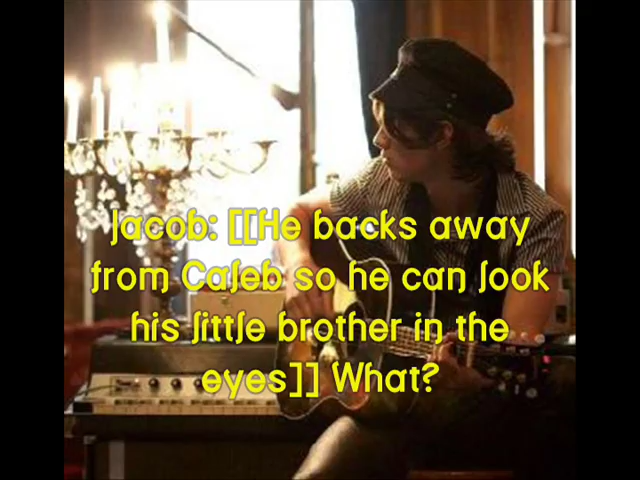 Jacob: [[He backs away
from Caleb so he can look
his little brother in the
eyes]] What?